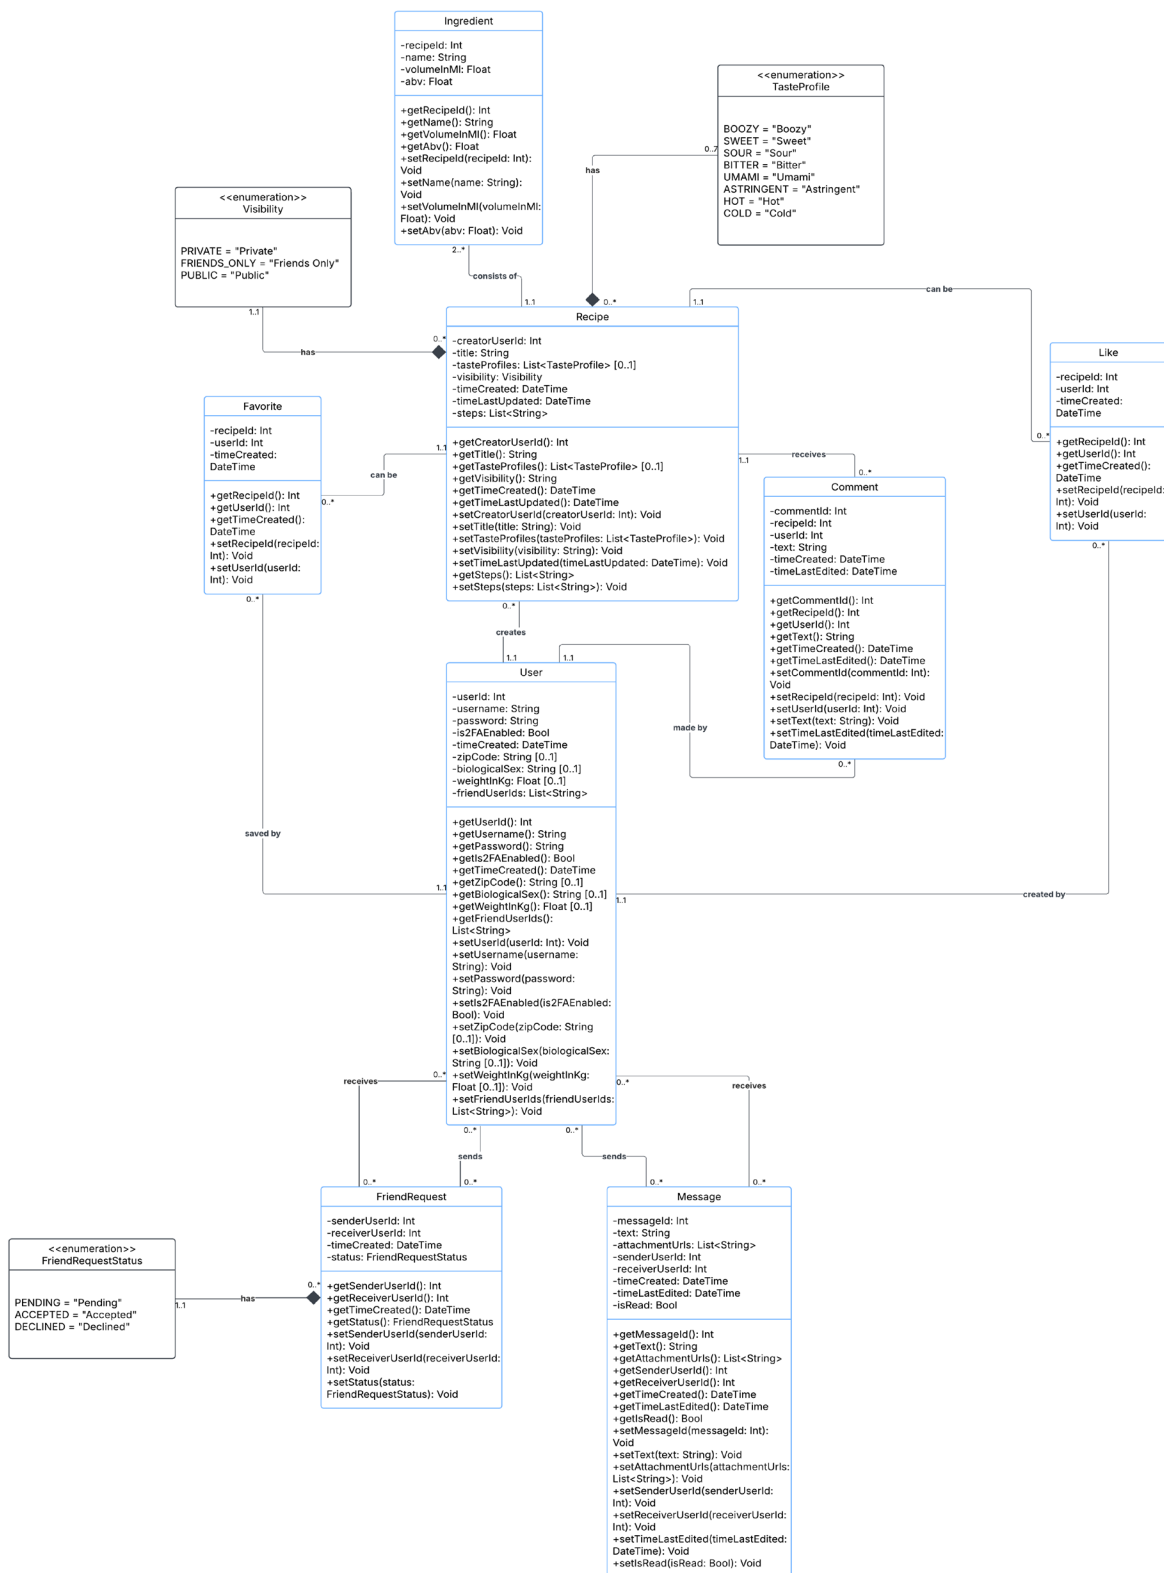 Ingredient
-recipeId: Int
-name: String
-volumeInMl: Float
-abv: Float
+getRecipeId(): Int
+getName(): String
+getVolumeInMl(): Float
+getAbv(): Float
+setRecipeId(recipeId: Int):
Void
+setName(name: String):
Void
+setVolumeInMl(volumeInMl:
Float): Void
+setAbv(abv: Float): Void
2..*
consists of
1..1
<<enumeration>>
TasteProfile
BOOZY = "Boozy"
SWEET = "Sweet"
SOUR = "Sour"
BITTER = "Bitter"
UMAMI = "Umami"
ASTRINGENT = "Astringent"
HOT = "Hot"
COLD = "Cold"
0..7
has
0..*
<<enumeration>>
Visibility
PRIVATE = "Private"
FRIENDS_ONLY = "Friends Only"
PUBLIC = "Public"
1..1
has
0..*
Recipe
-creatorUserId: Int
-title: String
-tasteProfiles: List<TasteProfile> [0..1]
-visibility: Visibility
-timeCreated: DateTime
-timeLastUpdated: DateTime
-steps: List<String>
+getCreatorUserId(): Int
+getTitle(): String
+getTasteProfiles(): List<TasteProfile> [0..1]
+getVisibility(): String
+getTimeCreated(): DateTime
+getTimeLastUpdated(): DateTime
+setCreatorUserId(creatorUserId: Int): Void
+setTitle(title: String): Void
+setTasteProfiles(tasteProfiles: List<TasteProfile>): Void
+setVisibility(visibility: String): Void
+setTimeLastUpdated(timeLastUpdated: DateTime): Void
+getSteps(): List<String>
+setSteps(steps: List<String>): Void
1..1
can be
0..*
Like
-recipeId: Int
-userId: Int
-timeCreated:
DateTime
+getRecipeId(): Int
+getUserId(): Int
+getTimeCreated():
DateTime
+setRecipeId(recipeId:
Int): Void
+setUserId(userId:
Int): Void
0..*
created by
1..1
Favorite
-recipeId: Int
-userId: Int
-timeCreated:
DateTime
+getRecipeId(): Int
+getUserId(): Int
+getTimeCreated():
DateTime
+setRecipeId(recipeId:
Int): Void
+setUserId(userId:
Int): Void
1..1
can be
0..*
0..*
saved by
1..1
1..1
receives
0..*
Comment
-commentId: Int
-recipeId: Int
-userId: Int
-text: String
-timeCreated: DateTime
-timeLastEdited: DateTime
+getCommentId(): Int
+getRecipeId(): Int
+getUserId(): Int
+getText(): String
+getTimeCreated(): DateTime
+getTimeLastEdited(): DateTime
+setCommentId(commentId: Int):
Void
+setRecipeId(recipeId: Int): Void
+setUserId(userId: Int): Void
+setText(text: String): Void
+setTimeLastEdited(timeLastEdited:
DateTime): Void
0..*
made by
1..1
0..*
creates
1..1
User
-userId: Int
-username: String
-password: String
-is2FAEnabled: Bool
-timeCreated: DateTime
-zipCode: String [0..1]
-biologicalSex: String [0..1]
-weightInKg: Float [0..1]
-friendUserIds: List<String>
+getUserId(): Int
+getUsername(): String
+getPassword(): String
+getIs2FAEnabled(): Bool
+getTimeCreated(): DateTime
+getZipCode(): String [0..1]
+getBiologicalSex(): String [0..1]
+getWeightInKg(): Float [0..1]
+getFriendUserIds():
List<String>
+setUserId(userId: Int): Void
+setUsername(username:
String): Void
+setPassword(password:
String): Void
+setIs2FAEnabled(is2FAEnabled:
Bool): Void
+setZipCode(zipCode: String
[0..1]): Void
+setBiologicalSex(biologicalSex:
String [0..1]): Void
+setWeightInKg(weightInKg:
Float [0..1]): Void
+setFriendUserIds(friendUserIds:
List<String>): Void
0..*
receives
0..*
0..*
sends
0..*
0..*
sends
0..*
0..*
receives
0..*
FriendRequest
-senderUserId: Int
-receiverUserId: Int
-timeCreated: DateTime
-status: FriendRequestStatus
+getSenderUserId(): Int
+getReceiverUserId(): Int
+getTimeCreated(): DateTime
+getStatus(): FriendRequestStatus
+setSenderUserId(senderUserId:
Int): Void
+setReceiverUserId(receiverUserId:
Int): Void
+setStatus(status:
FriendRequestStatus): Void
<<enumeration>>
FriendRequestStatus
PENDING = "Pending"
ACCEPTED = "Accepted"
DECLINED = "Declined"
1..1
has
0..*
Message
-messageId: Int
-text: String
-attachmentUrls: List<String>
-senderUserId: Int
-receiverUserId: Int
-timeCreated: DateTime
-timeLastEdited: DateTime
-isRead: Bool
+getMessageId(): Int
+getText(): String
+getAttachmentUrls(): List<String>
+getSenderUserId(): Int
+getReceiverUserId(): Int
+getTimeCreated(): DateTime
+getTimeLastEdited(): DateTime
+getIsRead(): Bool
+setMessageId(messageId: Int):
Void
+setText(text: String): Void
+setAttachmentUrls(attachmentUrls:
List<String>): Void
+setSenderUserId(senderUserId:
Int): Void
+setReceiverUserId(receiverUserId:
Int): Void
+setTimeLastEdited(timeLastEdited:
DateTime): Void
+setIsRead(isRead: Bool): Void